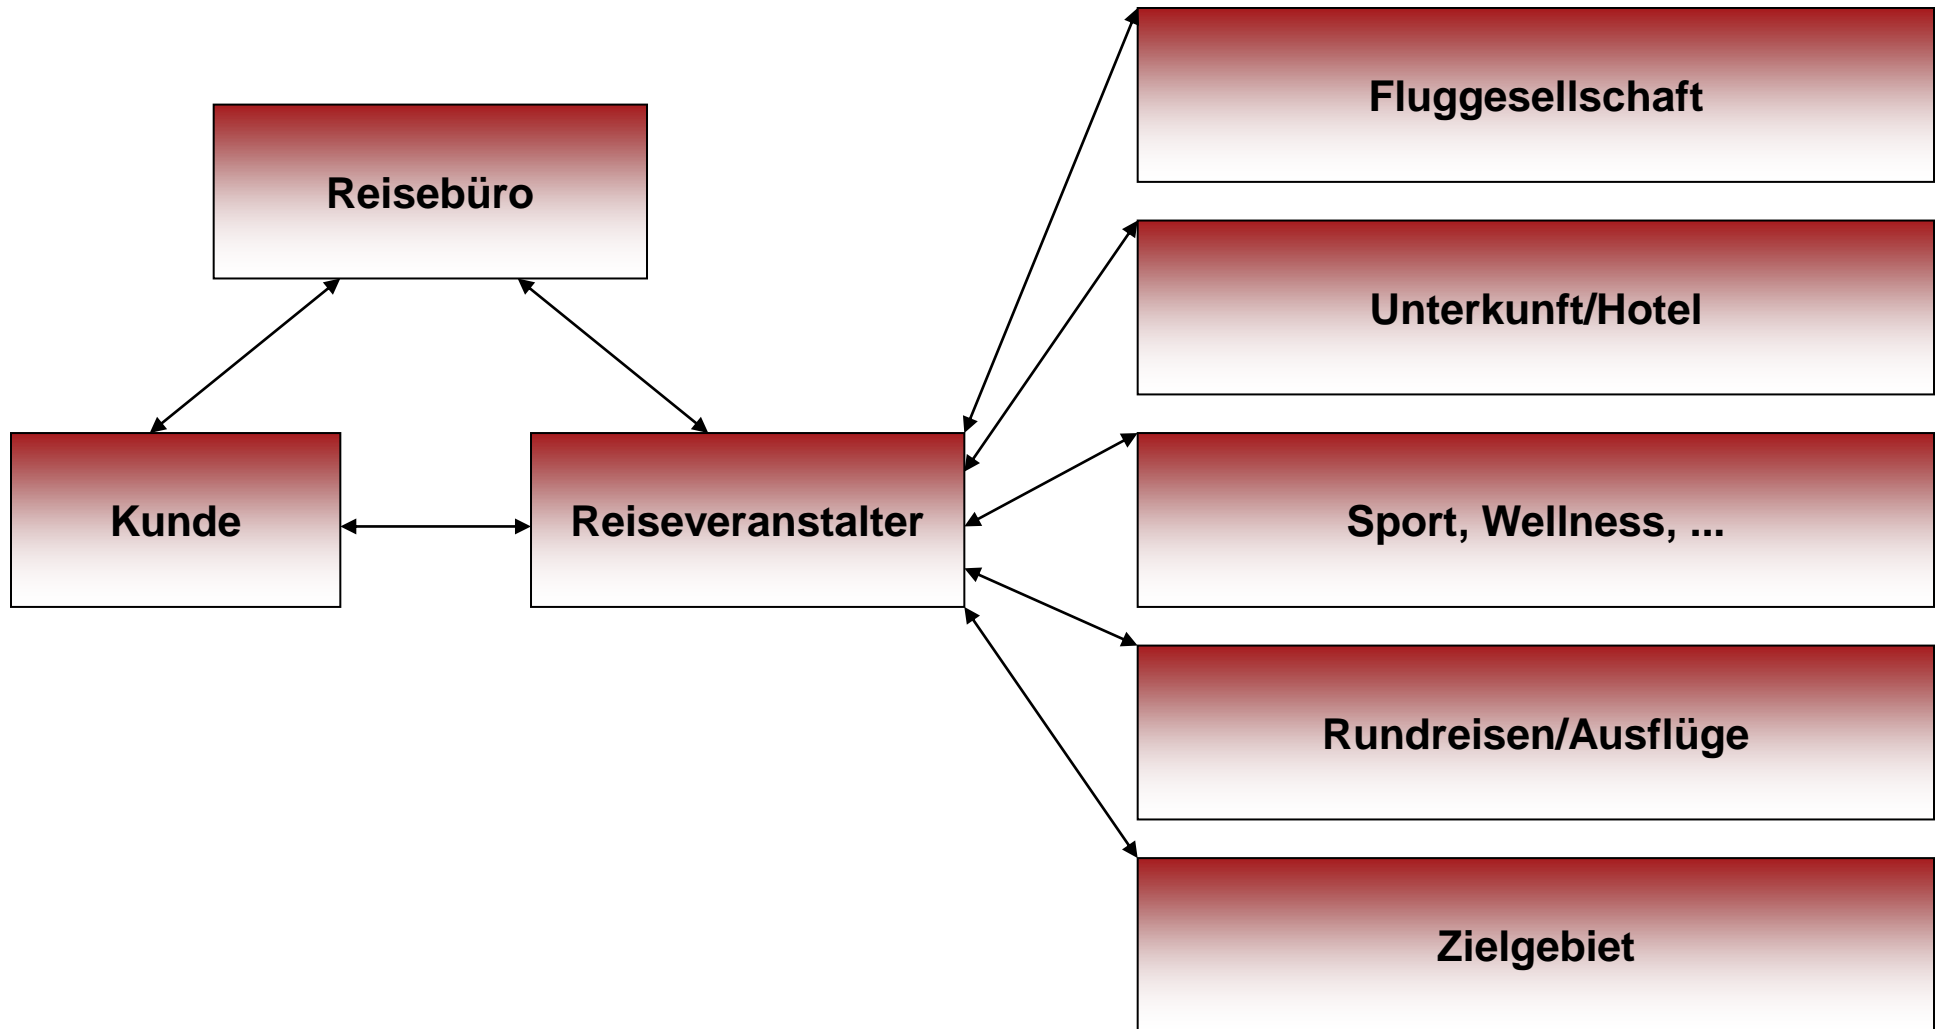 Fluggesellschaft
Reisebüro
Unterkunft/Hotel
Kunde
Reiseveranstalter
Sport, Wellness, ...
Rundreisen/Ausflüge
Zielgebiet